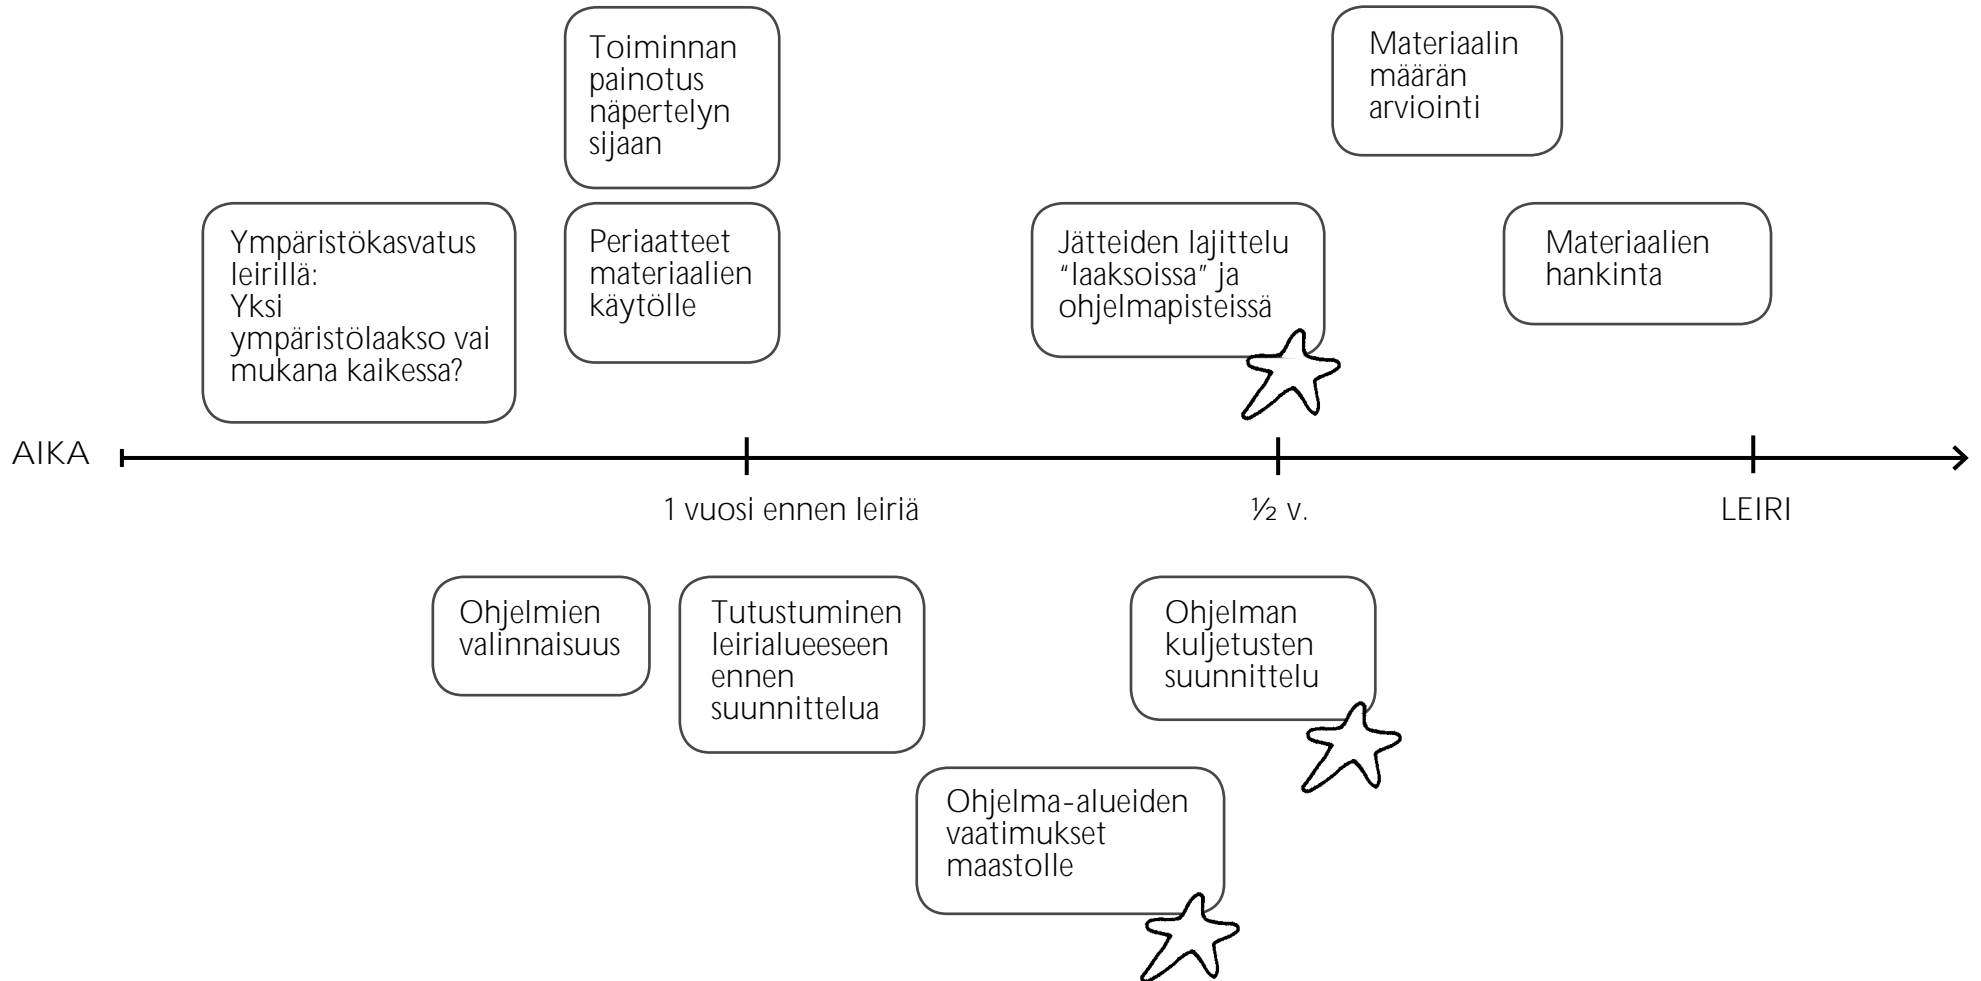 Toiminnan
painotus
näpertelyn
sijaan
Materiaalin
määrän
arviointi
Ympäristökasvatus
leirillä:
Yksi
ympäristölaakso vai
mukana kaikessa?
Periaatteet
materiaalien
käytölle
Jätteiden lajittelu
“laaksoissa” ja
ohjelmapisteissä
Materiaalien
hankinta
AIKA
1 vuosi ennen leiriä
½ v.
LEIRI
Ohjelmien
valinnaisuus
Tutustuminen
leirialueeseen
ennen
suunnittelua
Ohjelman
kuljetusten
suunnittelu
Ohjelma-alueiden
vaatimukset
maastolle